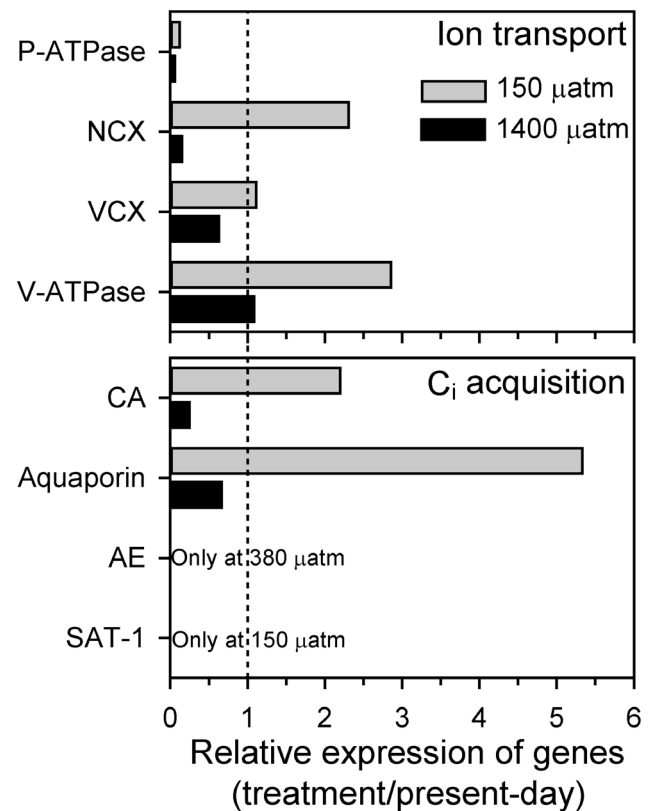 Ion transport
150 μatm
1400 μatm
P-ATPase
NCX
VCX
V-ATPase
Cᵢ acquisition
CA
Aquaporin
AE
Only at 380 μatm
SAT-1
Only at 150 μatm
0 1 2 3 4 5 6
Relative expression of genes
(treatment/present-day)